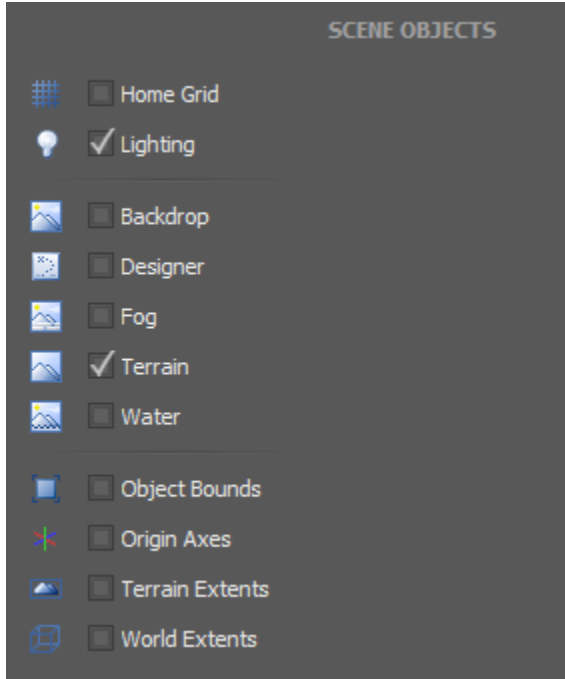 SCENE OBJECTS
Home Grid
Lighting
Backdrop
Designer
Fog
Terrain
Water
Object Bounds
Origin Axes
Terrain Extents
World Extents